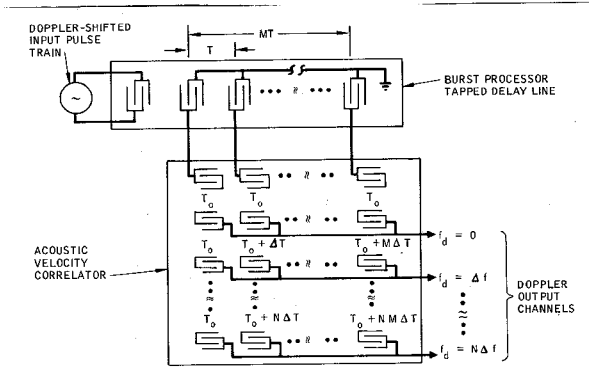 DOPPLER-SHIFTED
INPUT PULSE
TRAIN
MT
T
BURST PROCESSOR
TAPPED DELAY LINE
T₀ T₀ T₀
f_d = 0
T₀ T₀ + ΔT T₀ + MΔT
ACOUSTIC
VELOCITY
CORRELATOR
f_d = Δf
DOPPLER
OUTPUT
CHANNELS
T₀ T₀ + NΔT T₀ + NMΔT
f_d = NΔf